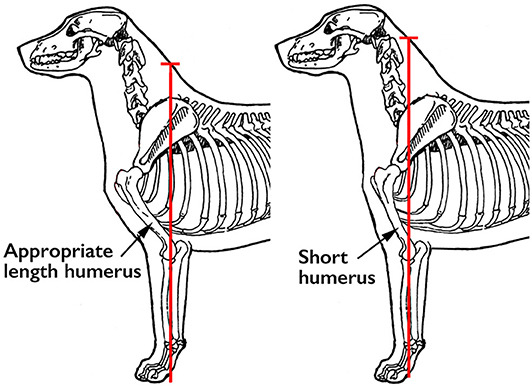 Appropriate
length humerus
Short
humerus